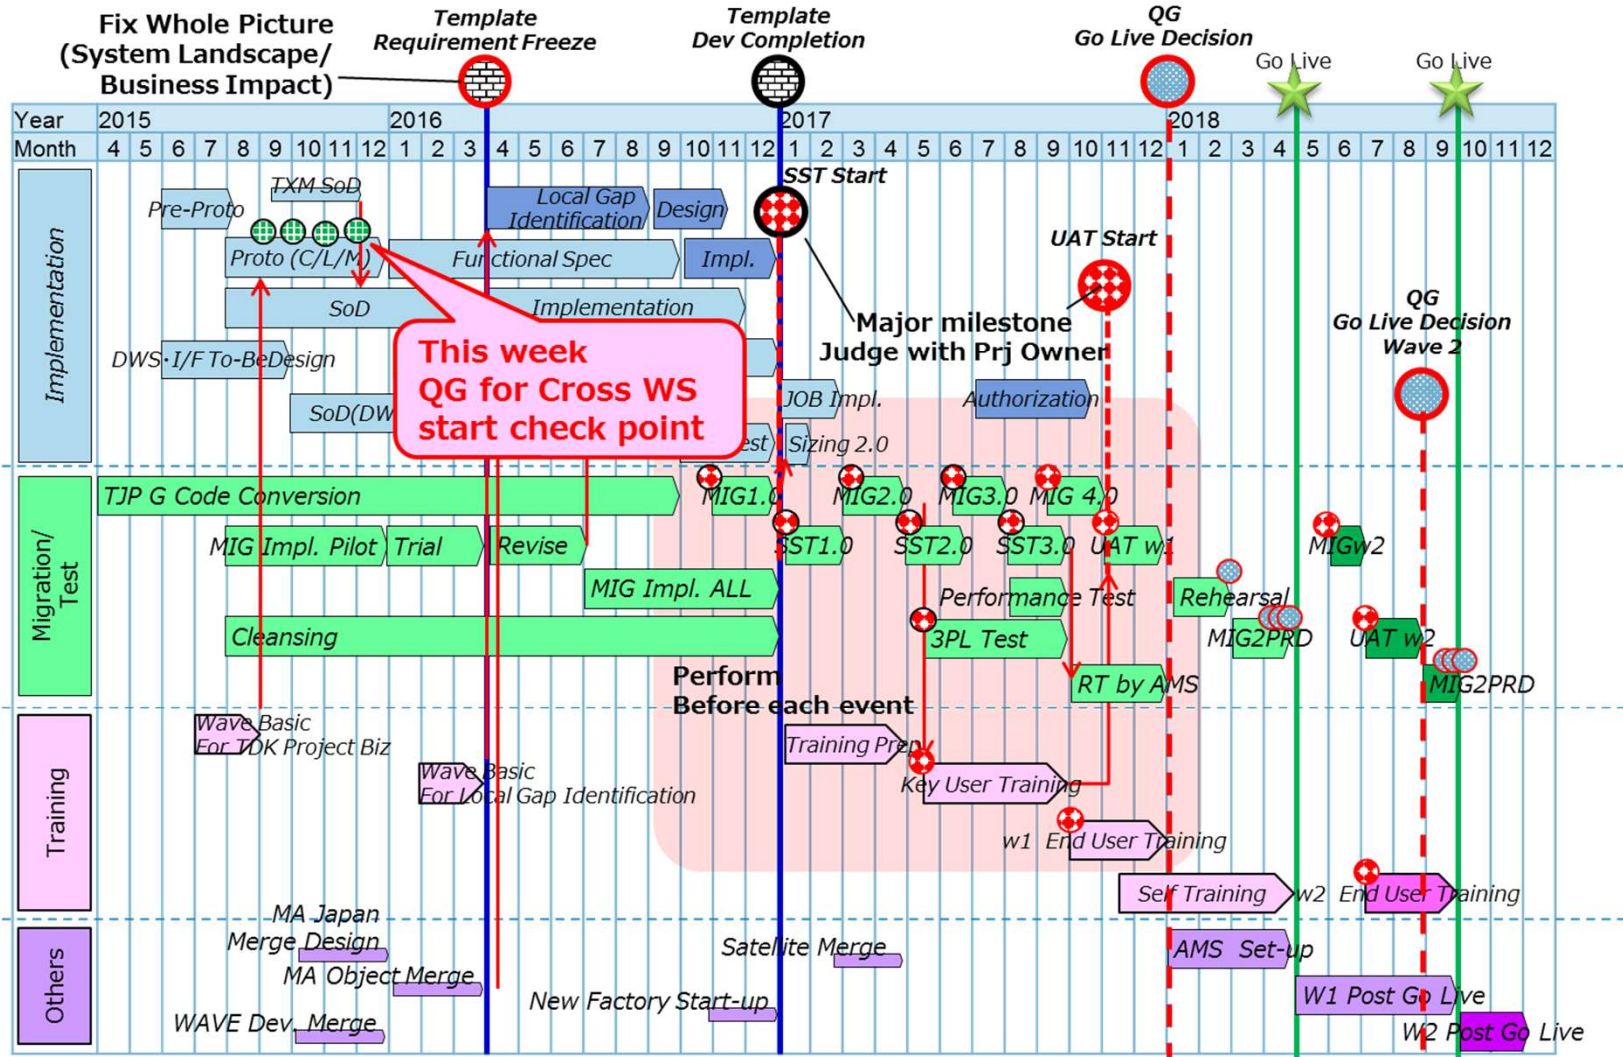 Fix Whole Picture
(System Landscape/
Business Impact)
Template
Requirement Freeze
Template
Dev Completion
QG
Go Live Decision
Go Live
Go Live
Year 2015 2016 2017 2018
Month 4 5 6 7 8 9 10 11 12 1 2 3 4 5 6 7 8 9 10 11 12 1 2 3 4 5 6 7 8 9 10 11 12 1 2 3 4 5 6 7 8 9 10 11 12
Implementation
Pre-Proto
TXM SoD
Local Gap
Identification
Design
SST Start
Proto (C/L/M)
Functional Spec
Impl.
UAT Start
SoD
Implementation
QG
Go Live Decision
Wave 2
Major milestone
Judge with Prj Owner
DWS・I/F To-BeDesign
This week
QG for Cross WS
start check point
SoD(DW
JOB Impl.
Authorization
est
Sizing 2.0
Migration/
Test
TJP G Code Conversion
MIG1.0
MIG2.0
MIG3.0
MIG 4.0
MIG Impl. Pilot
Trial
Revise
SST1.0
SST2.0
SST3.0
UAT w1
MIGw2
MIG Impl. ALL
Performance Test
Rehearsal
Cleansing
3PL Test
MIG2PRD
UAT w2
Perform
Before each event
RT by AMS
MIG2PRD
Training
Wave Basic
For TDK Project Biz
Training Prep
Wave Basic
For Local Gap Identification
Key User Training
w1 End User Training
Self Training
w2 End User Training
Others
MA Japan
Merge Design
Satellite Merge
AMS Set-up
MA Object Merge
New Factory Start-up
W1 Post Go Live
WAVE Dev. Merge
W2 Post Go Live